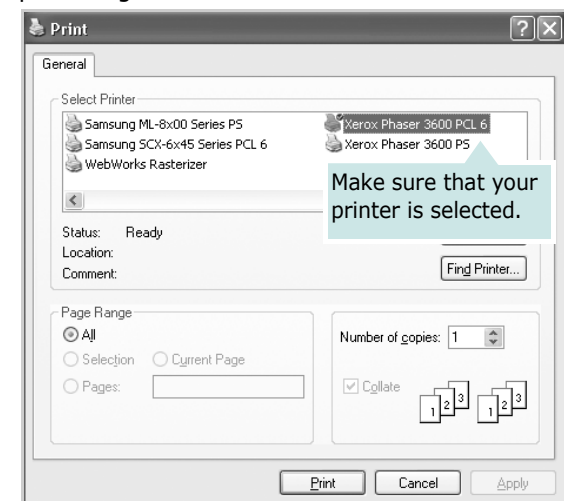 Print
General
Select Printer
Samsung ML-8x00 Series PS
Xerox Phaser 3600 PCL 6
Samsung SCX-6x45 Series PCL 6
Xerox Phaser 3600 PS
WebWorks Rasterizer
Make sure that your
printer is selected.
Status: Ready
Location:
Comment:
Find Printer...
Page Range
All
Selection
Current Page
Pages:
Number of copies: 1
Collate
1 2 3
1 2 3
Print
Cancel
Apply